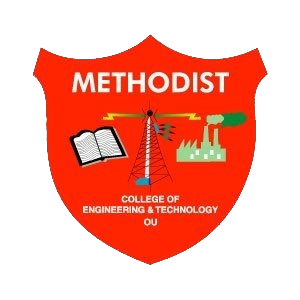 METHODIST
COLLEGE OF
ENGINEERING & TECHNOLOGY
OU